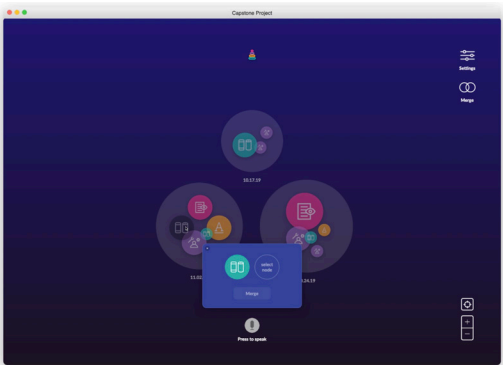 Capstone Project
Settings
Merge
10.17.19
select
node
Merge
Press to speak